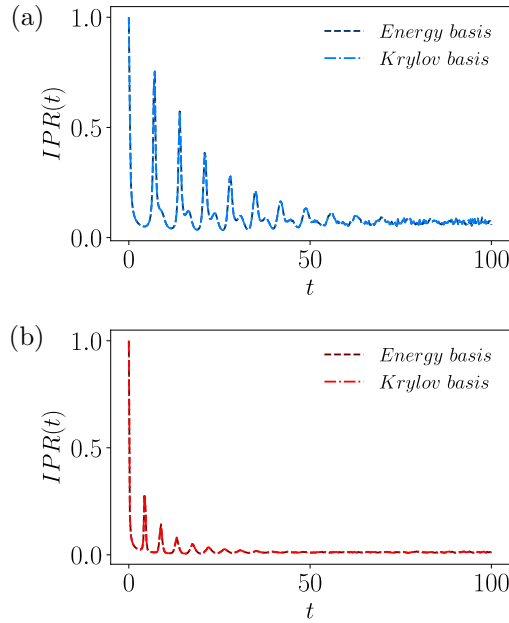 (a)
1.0
0.5
0.0
IPR(t)
Energy basis
Krylov basis
0
50
100
t
(b)
1.0
0.5
0.0
IPR(t)
Energy basis
Krylov basis
0
50
100
t